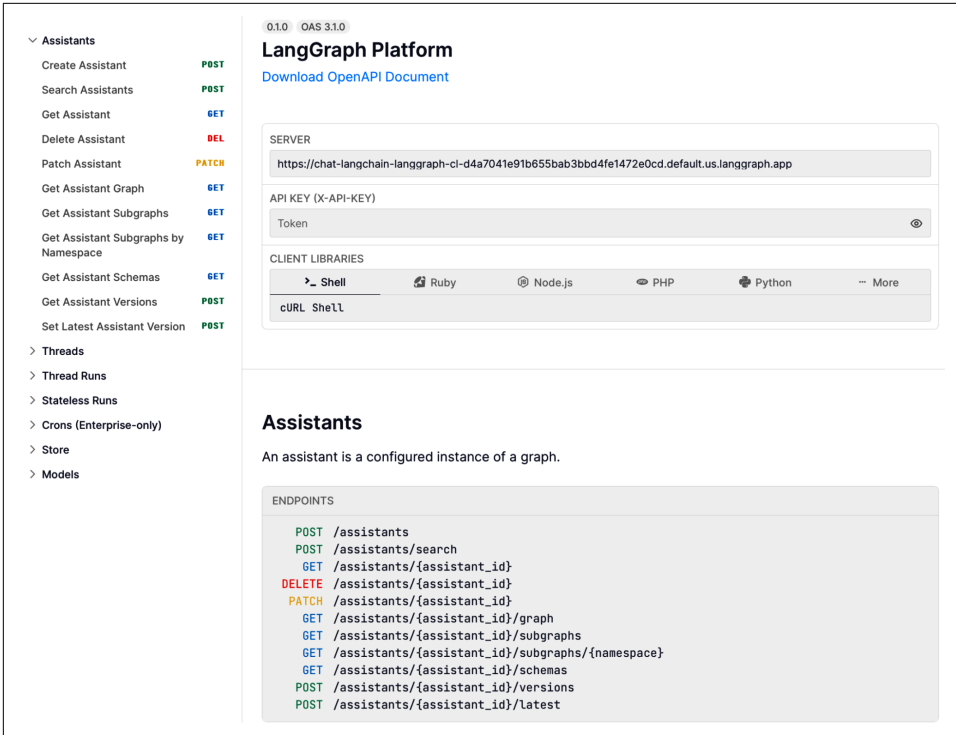 Assistants
Create Assistant POST
Search Assistants POST
Get Assistant GET
Delete Assistant DEL
Patch Assistant PATCH
Get Assistant Graph GET
Get Assistant Subgraphs GET
Get Assistant Subgraphs by GET
Namespace
Get Assistant Schemas GET
Get Assistant Versions POST
Set Latest Assistant Version POST
Threads
Thread Runs
Stateless Runs
Crons (Enterprise-only)
Store
Models
0.1.0 OAS 3.1.0
LangGraph Platform
Download OpenAPI Document
SERVER
https://chat-langchain-langgraph-cl-d4a7041e91b655bab3bbd4fe1472e0cd.default.us.langgraph.app
API KEY (X-API-KEY)
Token
CLIENT LIBRARIES
Shell Ruby Node.js PHP Python ··· More
cURL Shell
Assistants
An assistant is a configured instance of a graph.
ENDPOINTS
POST /assistants
POST /assistants/search
GET /assistants/{assistant_id}
DELETE /assistants/{assistant_id}
PATCH /assistants/{assistant_id}
GET /assistants/{assistant_id}/graph
GET /assistants/{assistant_id}/subgraphs
GET /assistants/{assistant_id}/subgraphs/{namespace}
GET /assistants/{assistant_id}/schemas
POST /assistants/{assistant_id}/versions
POST /assistants/{assistant_id}/latest